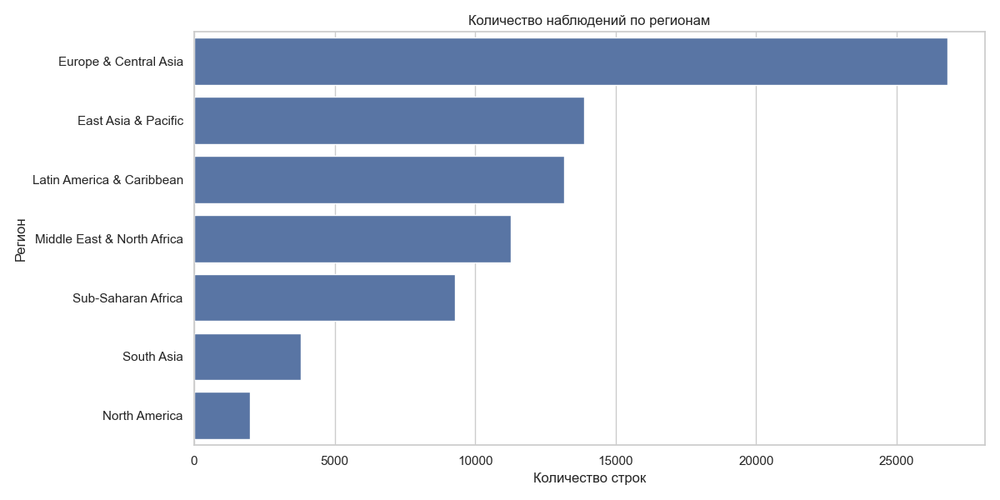 Количество наблюдений по регионам
Регион
Europe & Central Asia
East Asia & Pacific
Latin America & Caribbean
Middle East & North Africa
Sub-Saharan Africa
South Asia
North America
0 5000 10000 15000 20000 25000
Количество строк